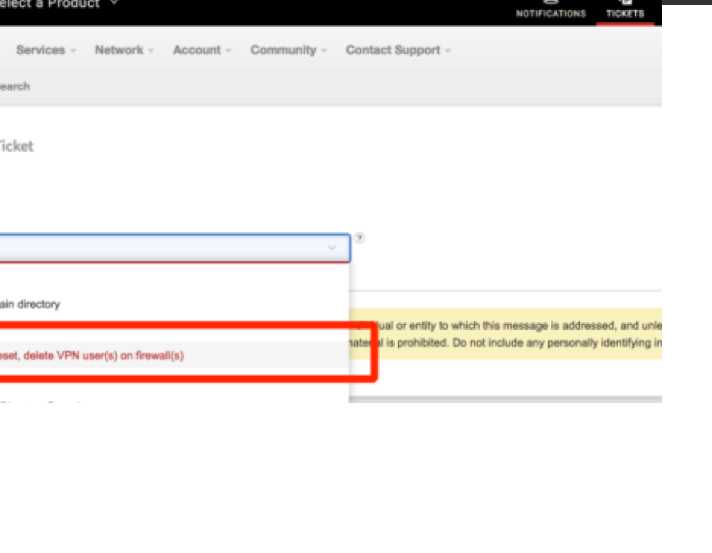 elect a Product
NOTIFICATIONS TICKETS
Services Network Account Community Contact Support
earch
Ticket
?
ain directory
ual or entity to which this message is addressed, and unle
eset, delete VPN user(s) on firewall(s)
material is prohibited. Do not include any personally identifying in